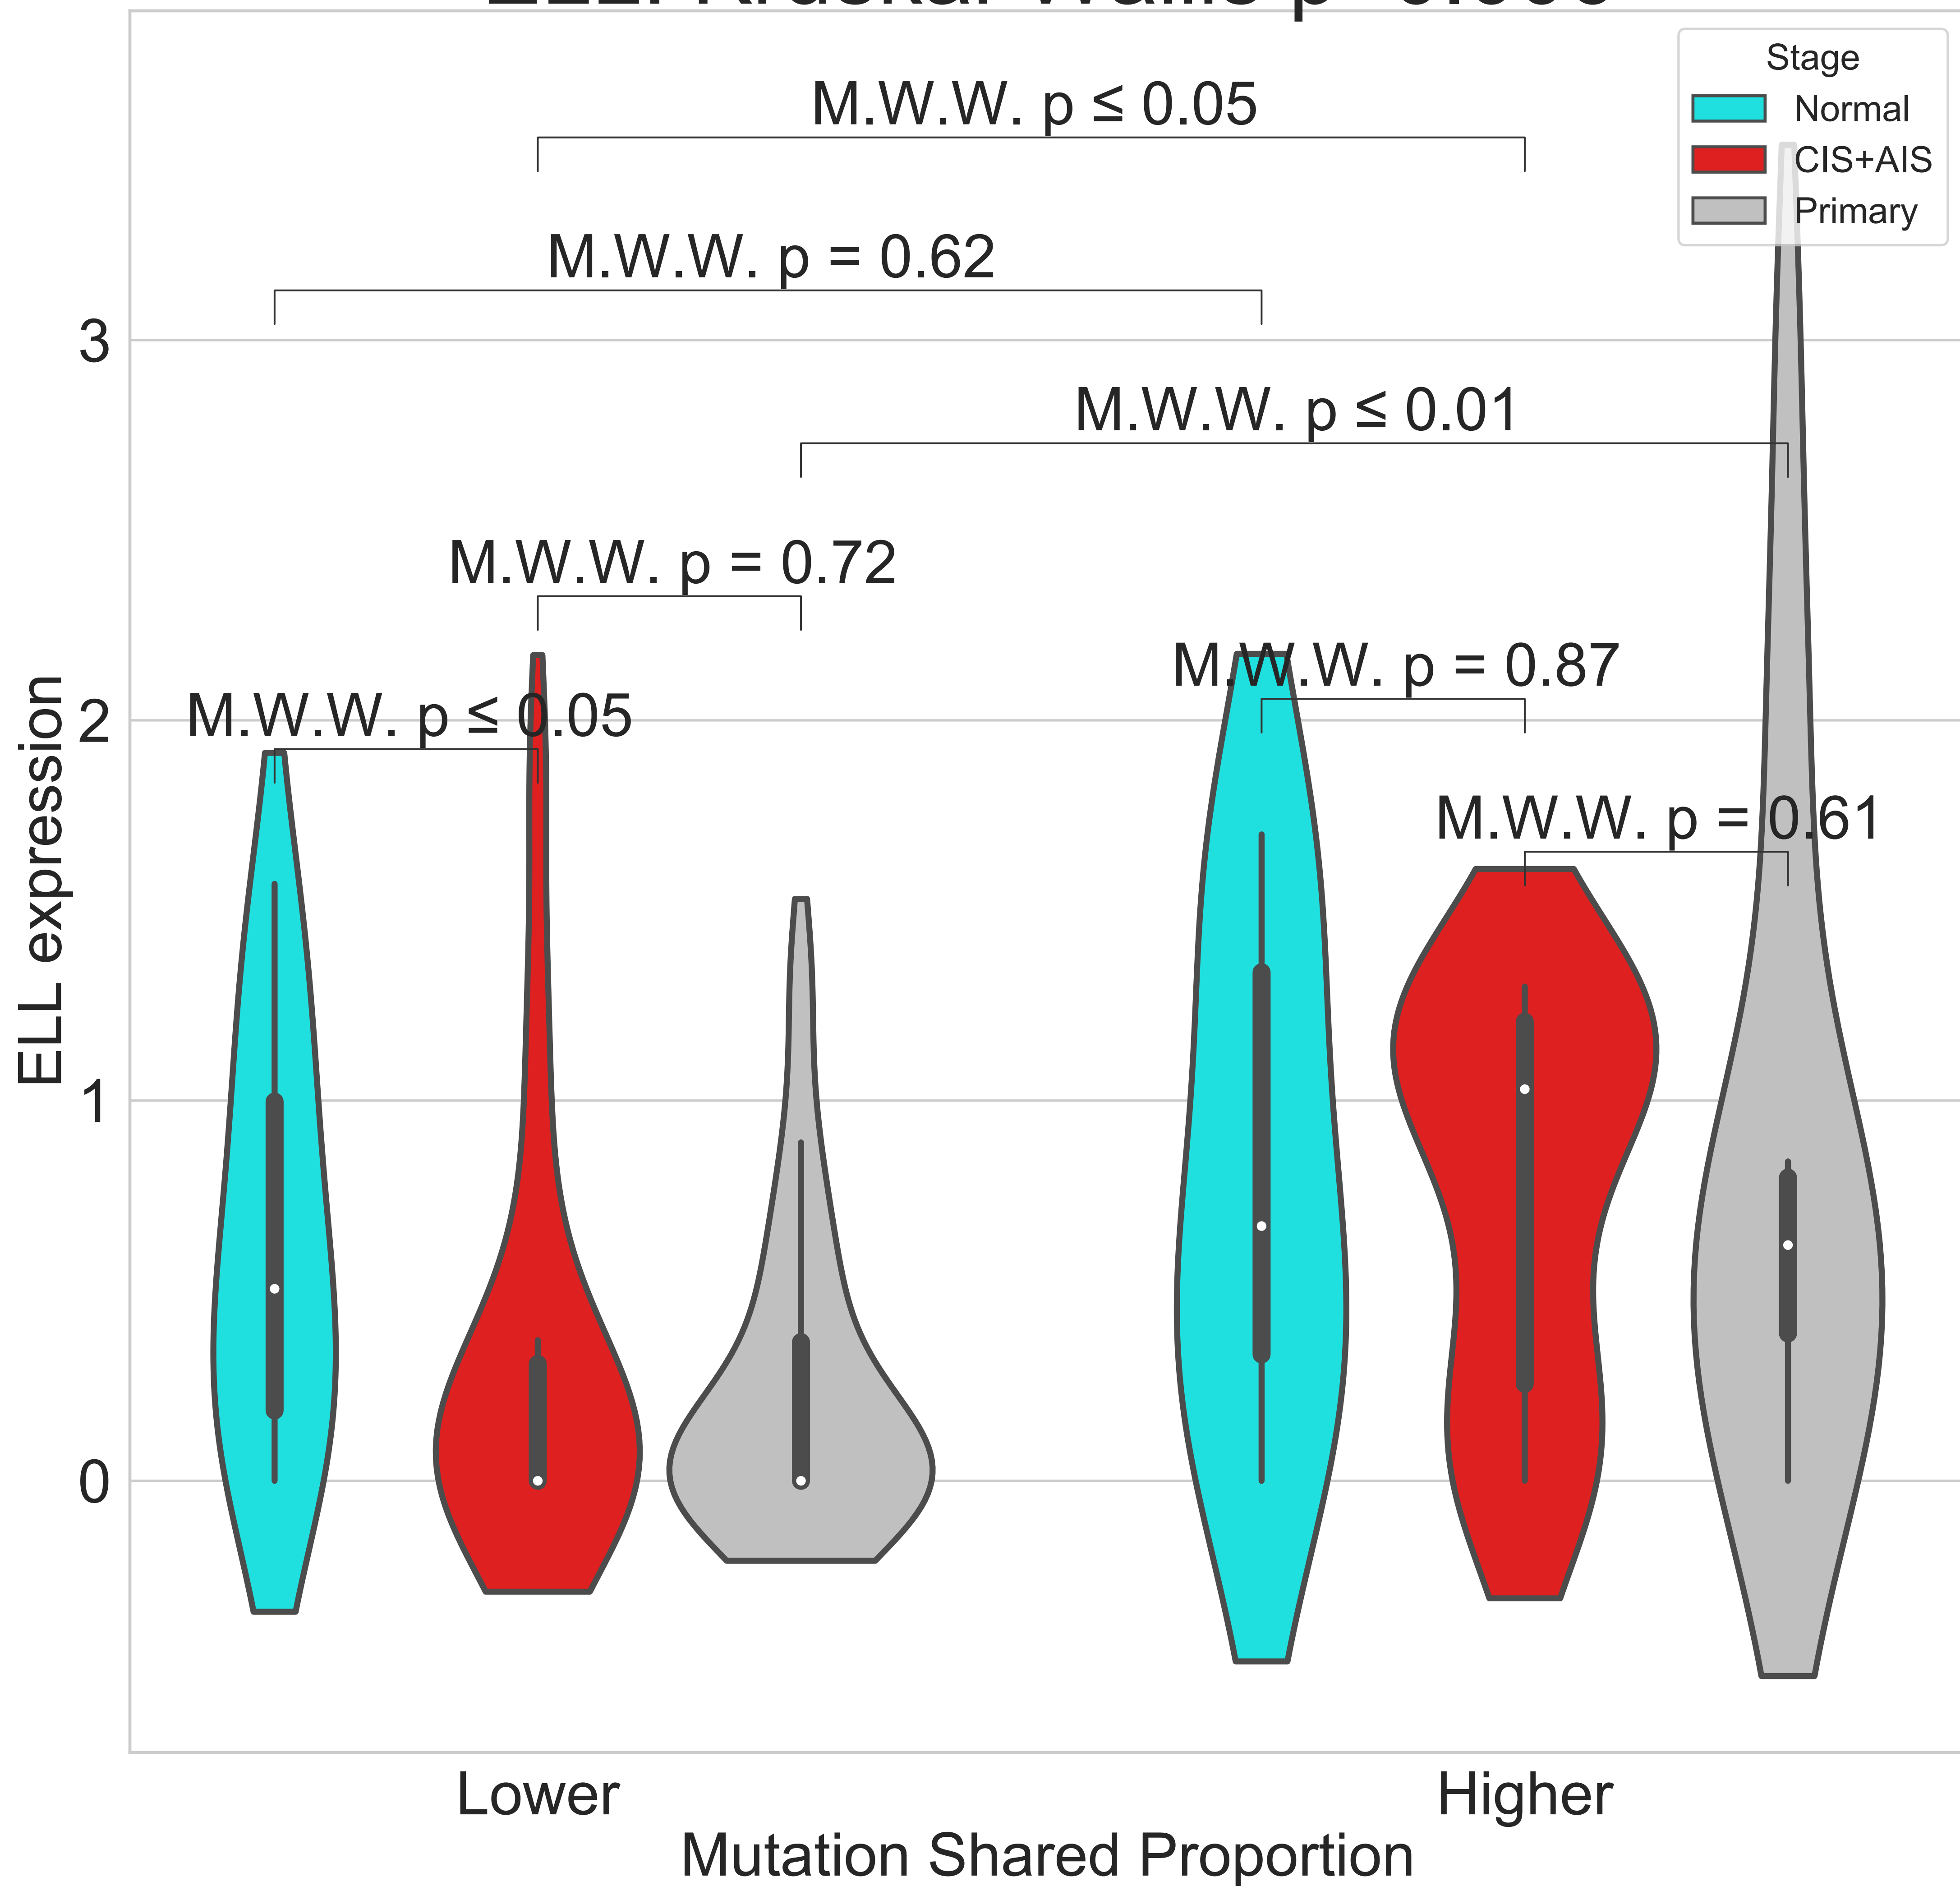 Stage
Normal
CIS+AIS
Primary
M.W.W. p ≤ 0.05
M.W.W. p = 0.62
3
M.W.W. p ≤ 0.01
M.W.W. p = 0.72
M.W.W. p = 0.87
M.W.W. p ≤ 0.05
2
M.W.W. p = 0.61
ELL expression
1
0
Lower
Higher
Mutation Shared Proportion